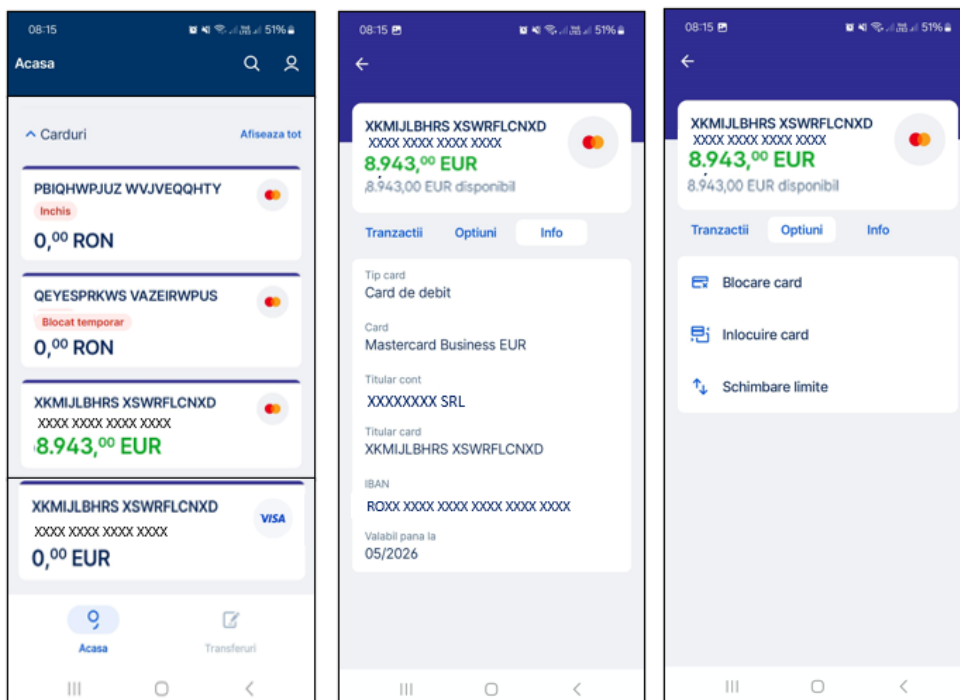 08:15
51%
Acasa
Carduri
Afiseaza tot
PBIQHWPJUZ WVJVEQQHTY
Inchis
0,00 RON
QEYESPRKWS VAZEIRWPUS
Blocat temporar
0,00 RON
XKMIJLBHRS XSWRFLCNXD
XXXX XXXX XXXX XXXX
8.943,00 EUR
XKMIJLBHRS XSWRFLCNXD
VISA
XXXX XXXX XXXX XXXX
0,00 EUR
Acasa
Transferuri
08:15
51%
XKMIJLBHRS XSWRFLCNXD
XXXX XXXX XXXX XXXX
8.943,00 EUR
8.943,00 EUR disponibil
Tranzactii Optiuni Info
Tip card
Card de debit
Card
Mastercard Business EUR
Titular cont
XXXXXXXX SRL
Titular card
XKMIJLBHRS XSWRFLCNXD
IBAN
ROXX XXXX XXXX XXXX XXXX XXXX
Valabil pana la
05/2026
08:15
51%
XKMIJLBHRS XSWRFLCNXD
XXXX XXXX XXXX XXXX
8.943,00 EUR
8.943,00 EUR disponibil
Tranzactii Optiuni Info
Blocare card
Inlocuire card
Schimbare limite